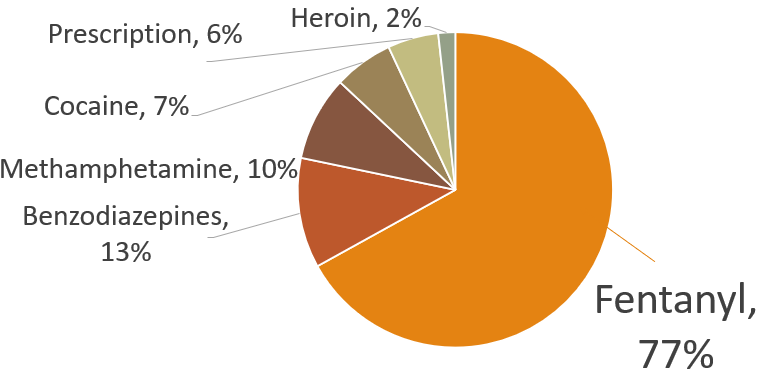 Heroin, 2%
Prescription, 6%
Cocaine, 7%
Methamphetamine, 10%
Benzodiazepines,
13%
Fentanyl,
77%